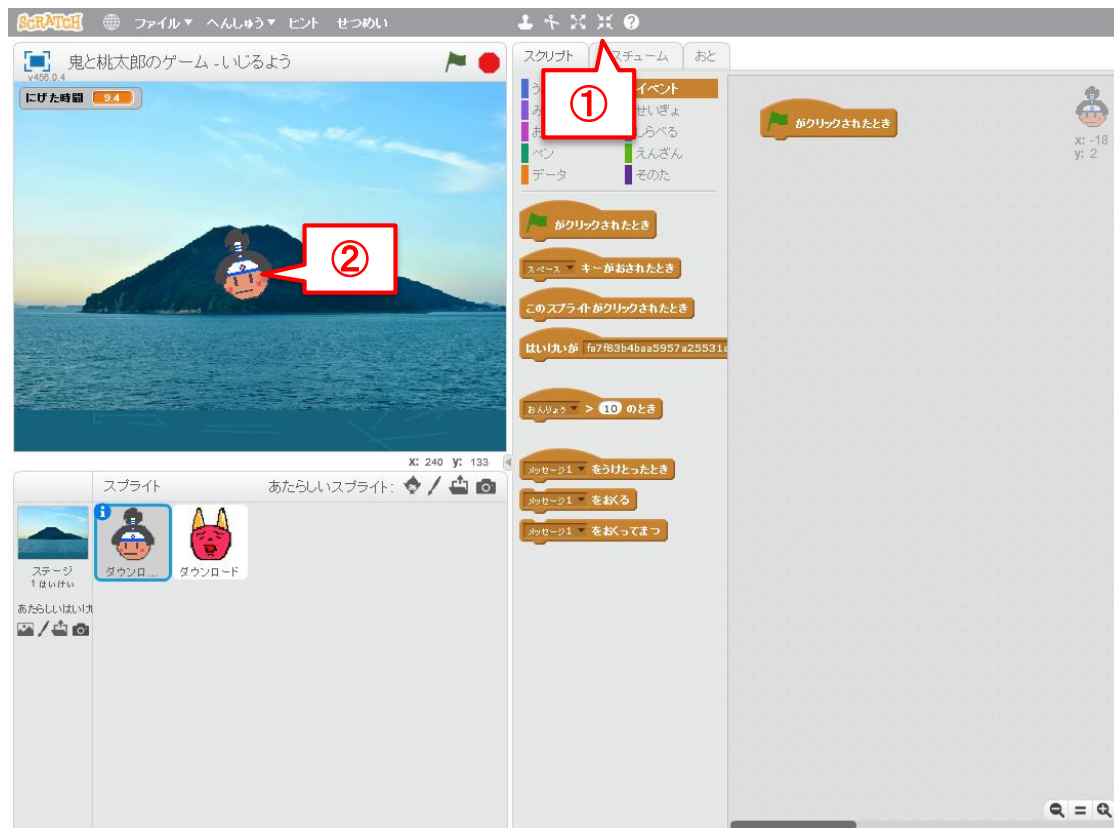 SCRATCH ファイル▼ へんしゅう▼ ヒント せつめい
鬼と桃太郎のゲーム -いじるよう
v456.0.4
にげた時間 9.4
②
x: 240 y: 133
スプライト あたらしいスプライト:
ステージ
1 はいけい
あたらしいはいけ
ダウンロ... ダウンロード
スクリプト スチューム おと
①
イベント
せいぎょ
しらべる
ペン えんざん
データ そのた
がクリックされたとき
スペース キーがおされたとき
このスプライトがクリックされたとき
はいけいが fa7f83b4baa5957a25531a
おんりょう > 10 のとき
メッセージ1 をうけとったとき
メッセージ1 をおくる
メッセージ1 をおくってまつ
がクリックされたとき
x: -18
y: 2